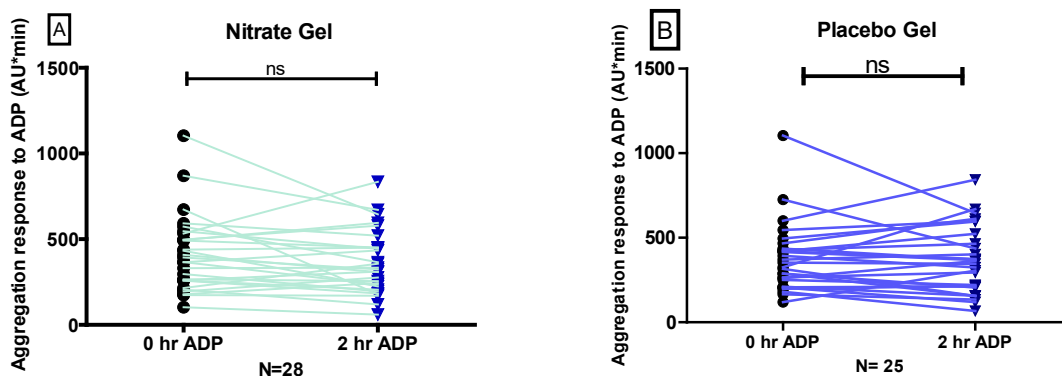 A
Nitrate Gel
Aggregation response to ADP (AU*min)
1500
1000
500
0
ns
0 hr ADP
2 hr ADP
N=28
B
Placebo Gel
Aggregation response to ADP (AU*min)
1500
1000
500
0
ns
0 hr ADP
2 hr ADP
N= 25